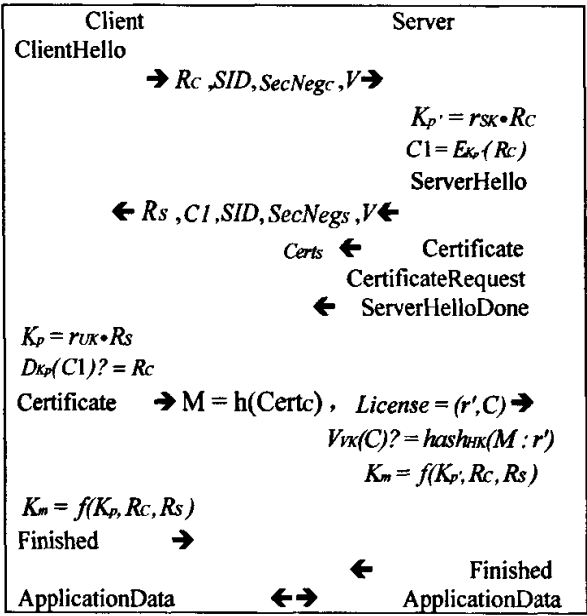 Client Server
ClientHello
➔ Rc ,SID, SecNegc ,V➔
Kp' = rSK•Rc
C1= EKp'(Rc)
ServerHello
← Rs ,C1,SID, SecNegs ,V←
Certs ← Certificate
CertificateRequest
← ServerHelloDone
Kp = rUK•Rs
DKp(C1)? = Rc
Certificate ➔ M = h(Certc) , License = (r',C) ➔
VVK(C)? = hashHK(M : r')
Km = f(Kp', Rc, Rs)
Km = f(Kp, Rc, Rs)
Finished ➔
← Finished
ApplicationData ←➔ ApplicationData